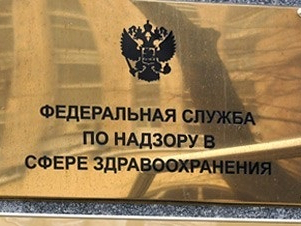 ФЕДЕРАЛЬНАЯ СЛУЖБА
ПО НАДЗОРУ В
СФЕРЕ ЗДРАВООХРАНЕНИЯ